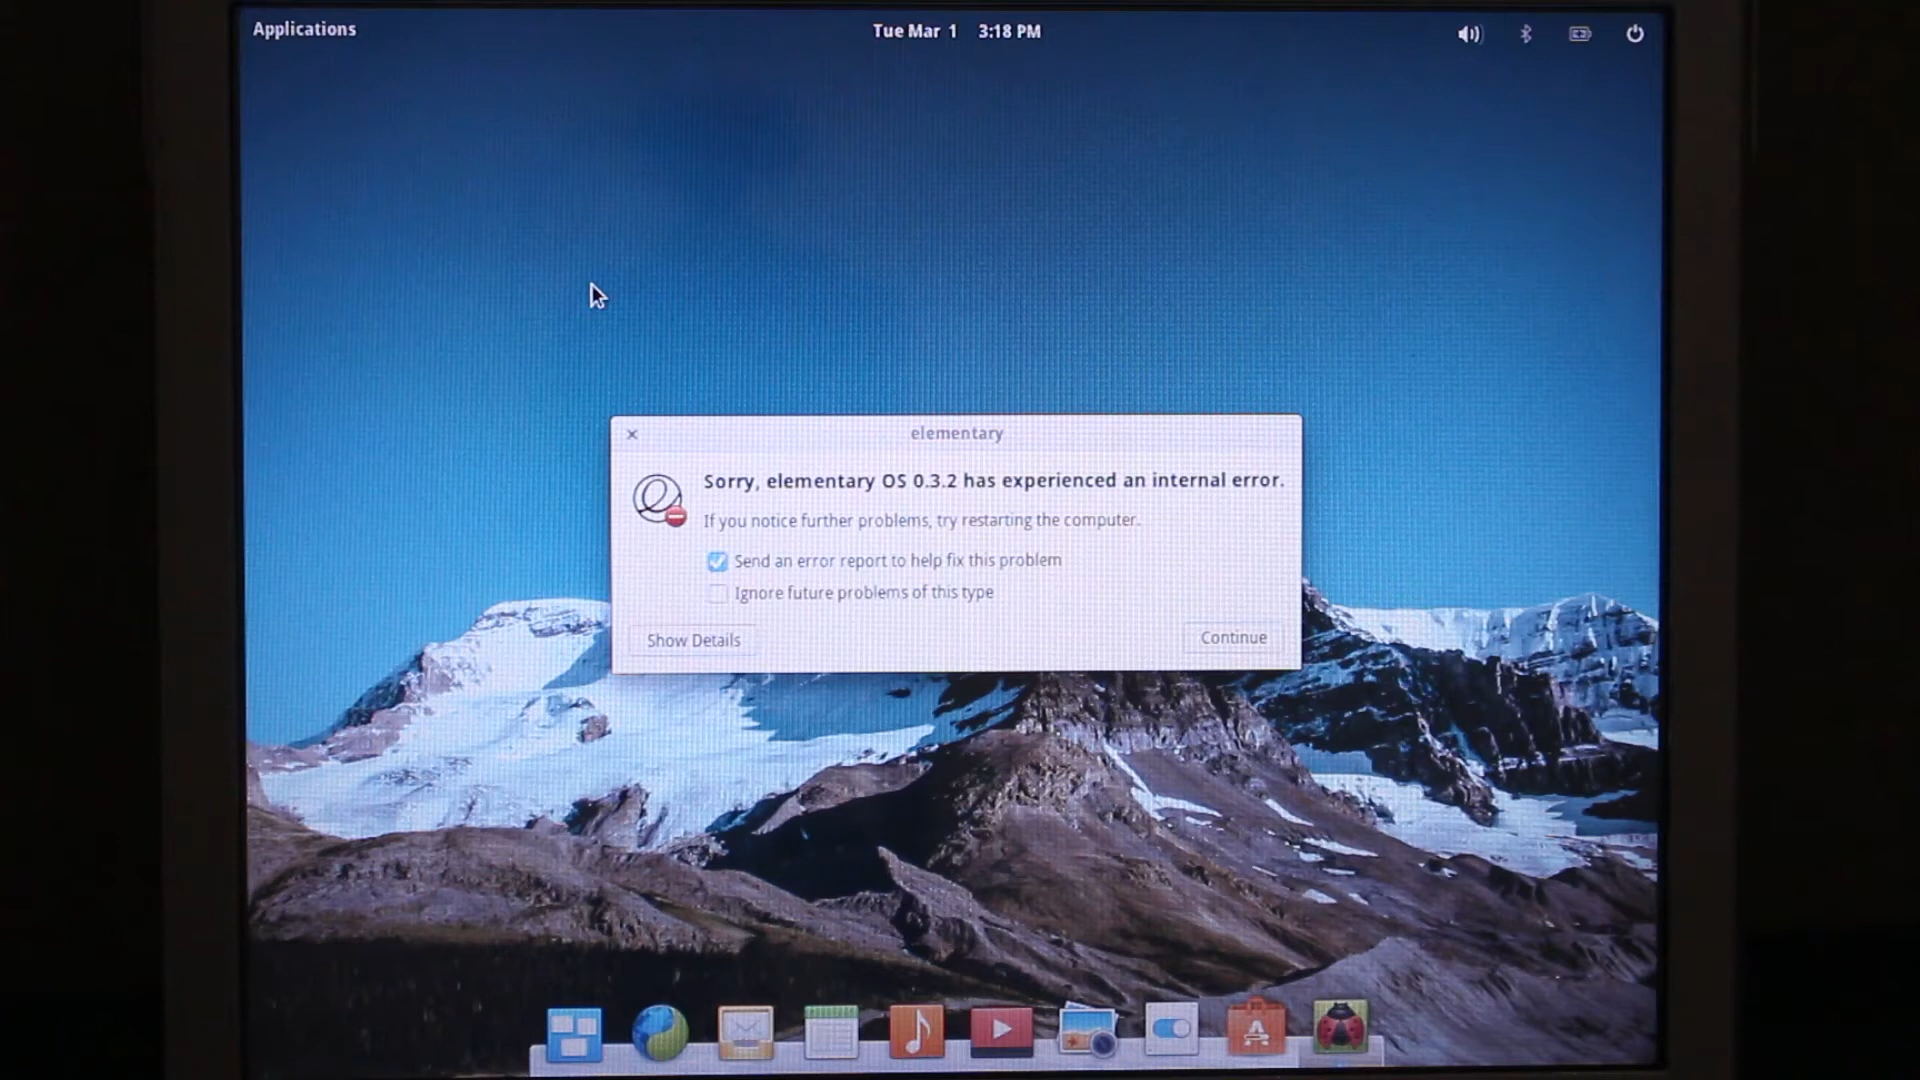 Applications
Tue Mar 1 3:18 PM
elementary
Sorry, elementary OS 0.3.2 has experienced an internal error.
If you notice further problems, try restarting the computer.
Send an error report to help fix this problem
Ignore future problems of this type
Show Details
Continue